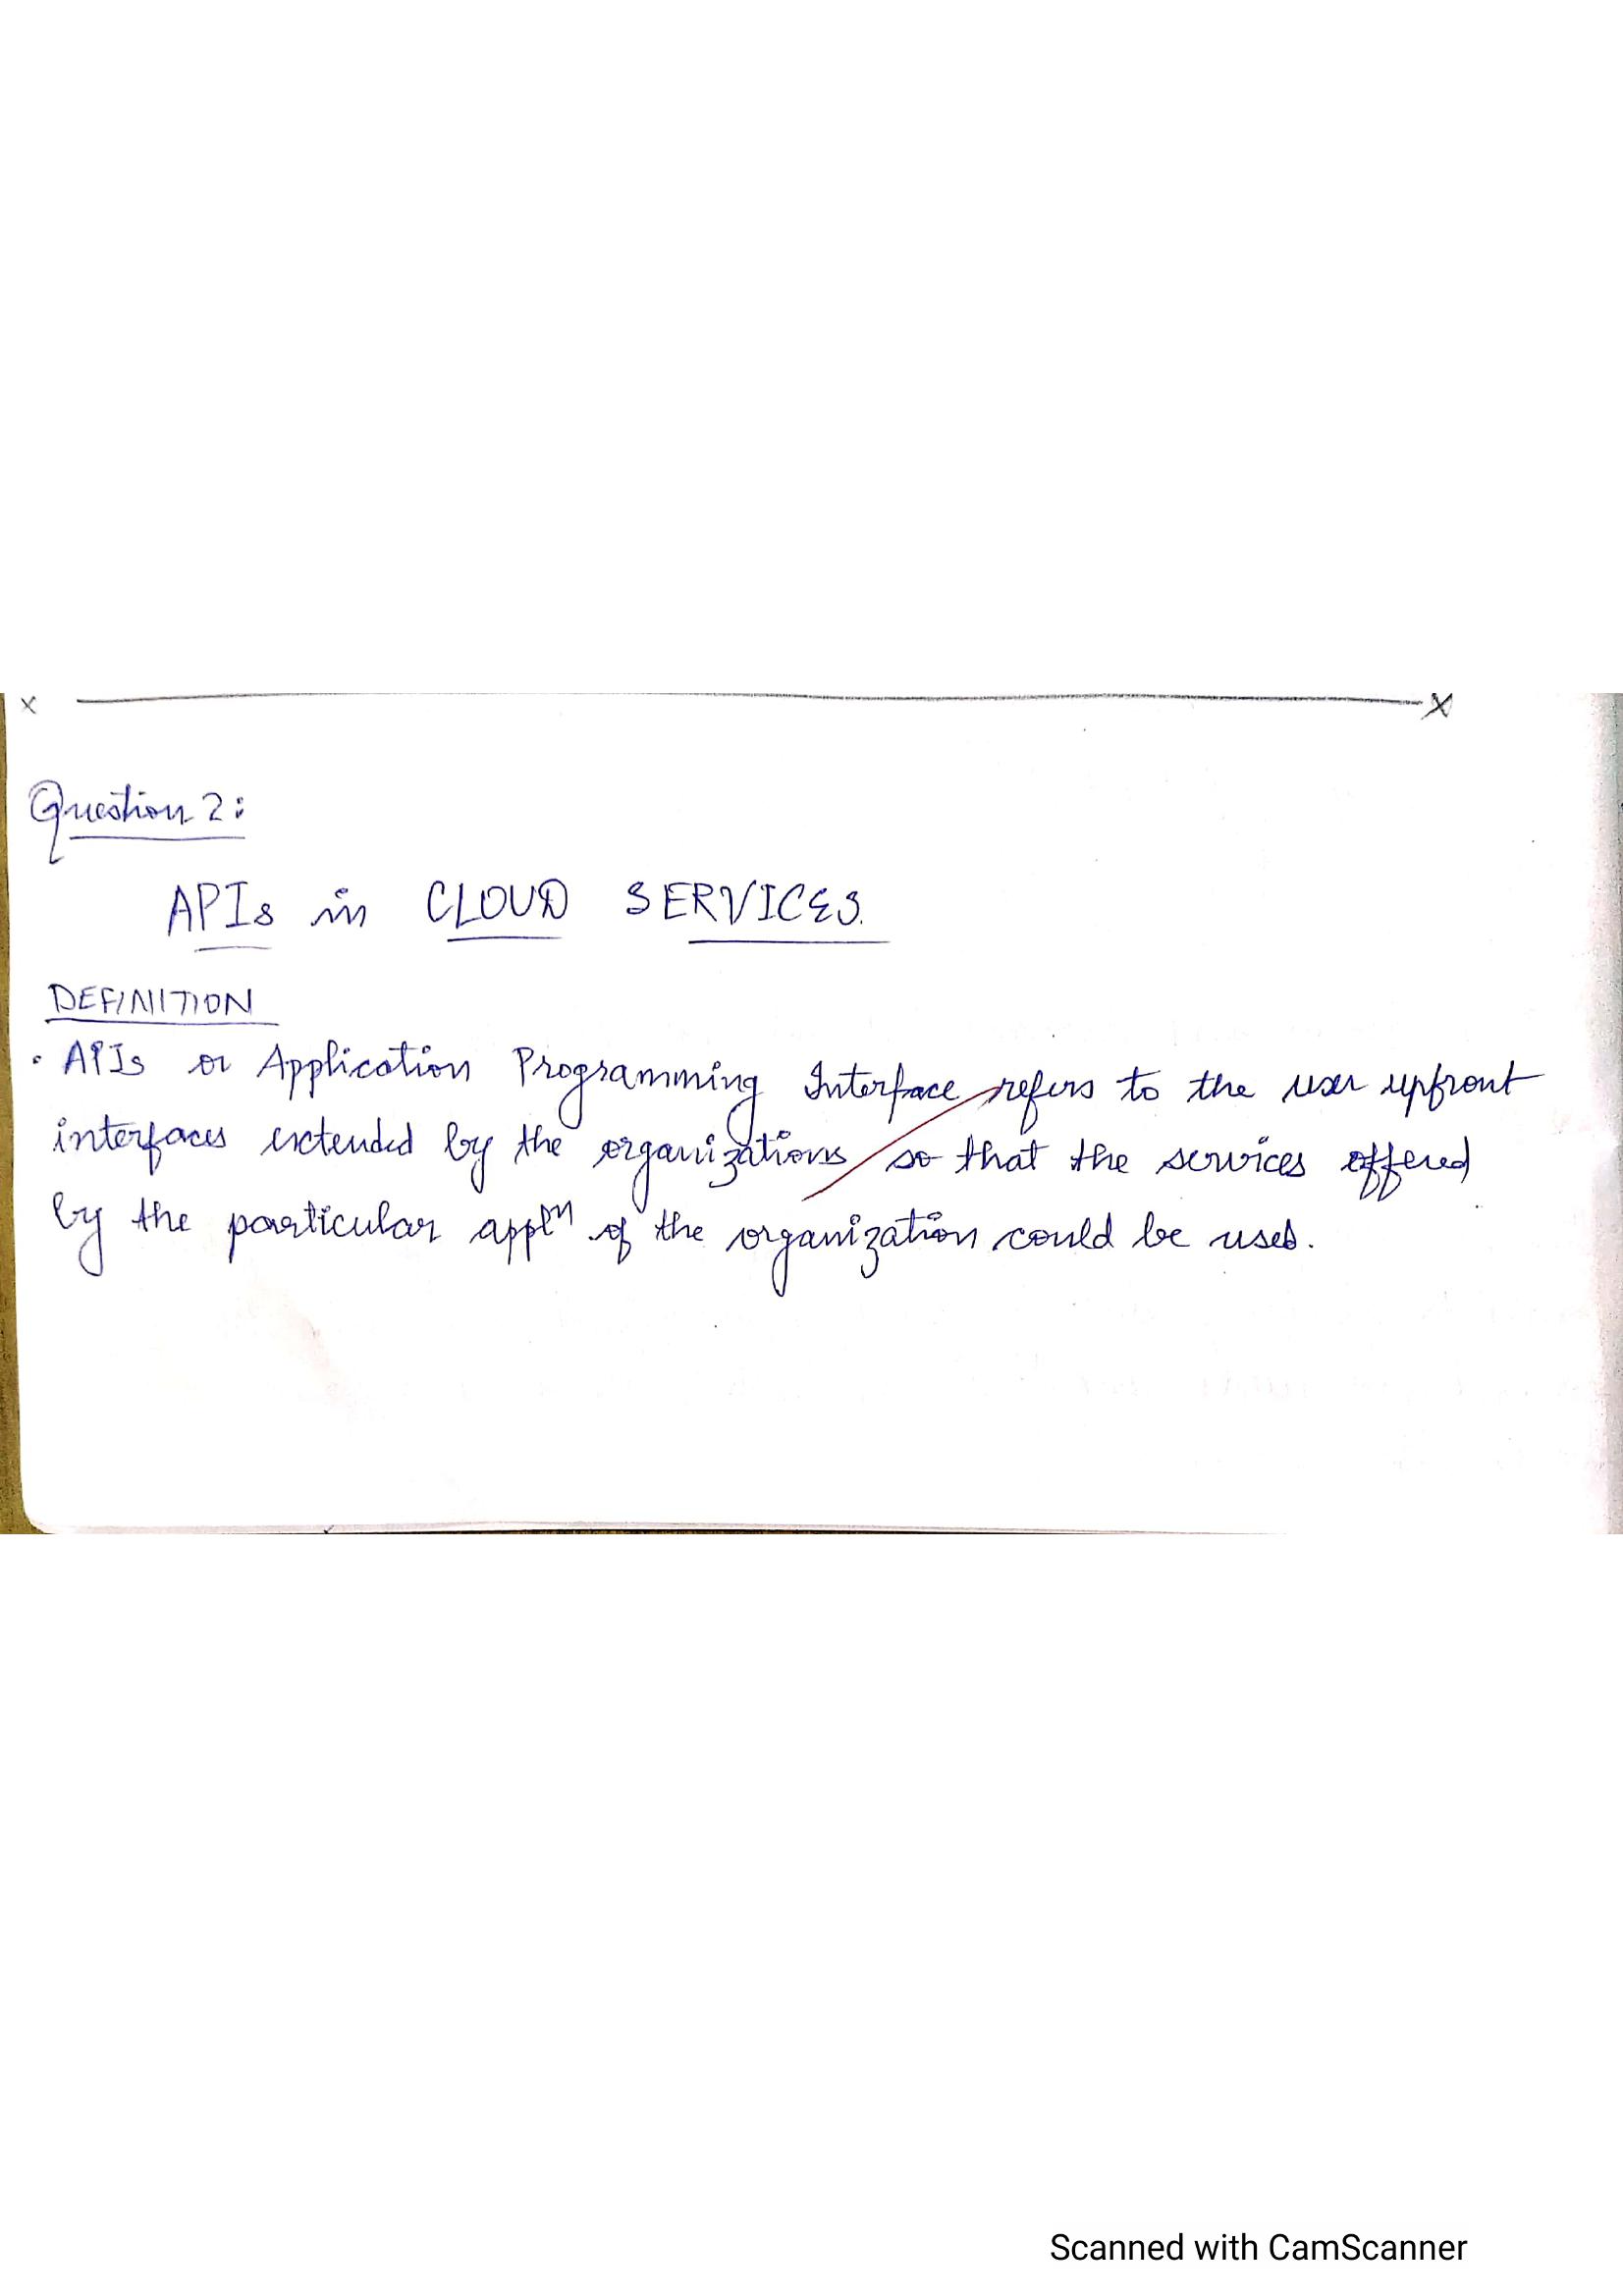 x ——— x
Question 2:
APIs in CLOUD SERVICES.
DEFINITION
• APIs or Application Programming Interface refers to the user upfront
interfaces extended by the organizations so that the services offered
by the particular applⁿ of the organization could be used.
Scanned with CamScanner